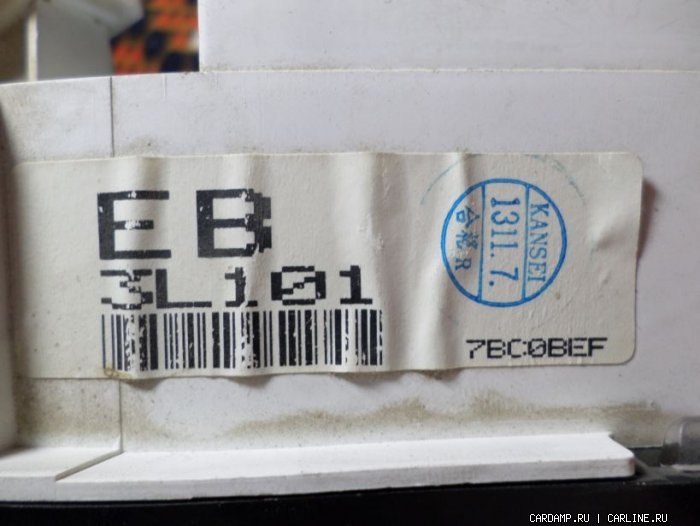 EB
3L101
KANSEI
1311.7.
合格R
7BC0BEF
CARDAMP.RU | CARLINE.RU